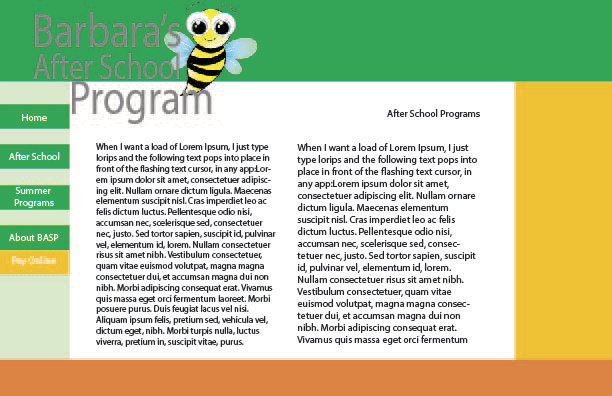 Barbara's
After School
Program
Home
After School
Summer
Programs
About BASP
Pay Online
After School Programs
When I want a load of Lorem Ipsum, I just type
lorips and the following text pops into place in
front of the flashing text cursor, in any app:Lor-
em ipsum dolor sit amet, consectetuer adipisc-
ing elit. Nullam ornare dictum ligula. Maecenas
elementum suscipit nisl. Cras imperdiet leo ac
felis dictum luctus. Pellentesque odio nisi,
accumsan nec, scelerisque sed, consectetuer
nec, justo. Sed tortor sapien, suscipit id, pulvinar
vel, elementum id, lorem. Nullam consectetuer
risus sit amet nibh. Vestibulum consectetuer,
quam vitae euismod volutpat, magna magna
consectetuer dui, et accumsan magna dui non
nibh. Morbi adipiscing consequat erat. Vivamus
quis massa eget orci fermentum laoreet. Morbi
posuere purus. Duis feugiat lacus vel nisi.
Aliquam ipsum felis, pretium sed, vehicula vel,
dictum eget, nibh. Morbi turpis nulla, luctus
viverra, pretium in, suscipit vitae, purus.
When I want a load of Lorem Ipsum, I just
type lorips and the following text pops into
place in front of the flashing text cursor, in
any app:Lorem ipsum dolor sit amet,
consectetuer adipiscing elit. Nullam ornare
dictum ligula. Maecenas elementum
suscipit nisl. Cras imperdiet leo ac felis
dictum luctus. Pellentesque odio nisi,
accumsan nec, scelerisque sed, consec-
tetuer nec, justo. Sed tortor sapien, suscipit
id, pulvinar vel, elementum id, lorem.
Nullam consectetuer risus sit amet nibh.
Vestibulum consectetuer, quam vitae
euismod volutpat, magna magna consec-
tetuer dui, et accumsan magna dui non
nibh. Morbi adipiscing consequat erat.
Vivamus quis massa eget orci fermentum